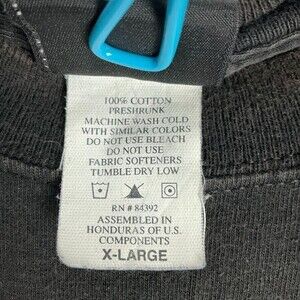 100% COTTON
PRESHRUNK
MACHINE WASH COLD
WITH SIMILAR COLORS
DO NOT USE BLEACH
DO NOT USE
FABRIC SOFTENERS
TUMBLE DRY LOW
RN # 84392
ASSEMBLED IN
HONDURAS OF U.S.
COMPONENTS
X-LARGE